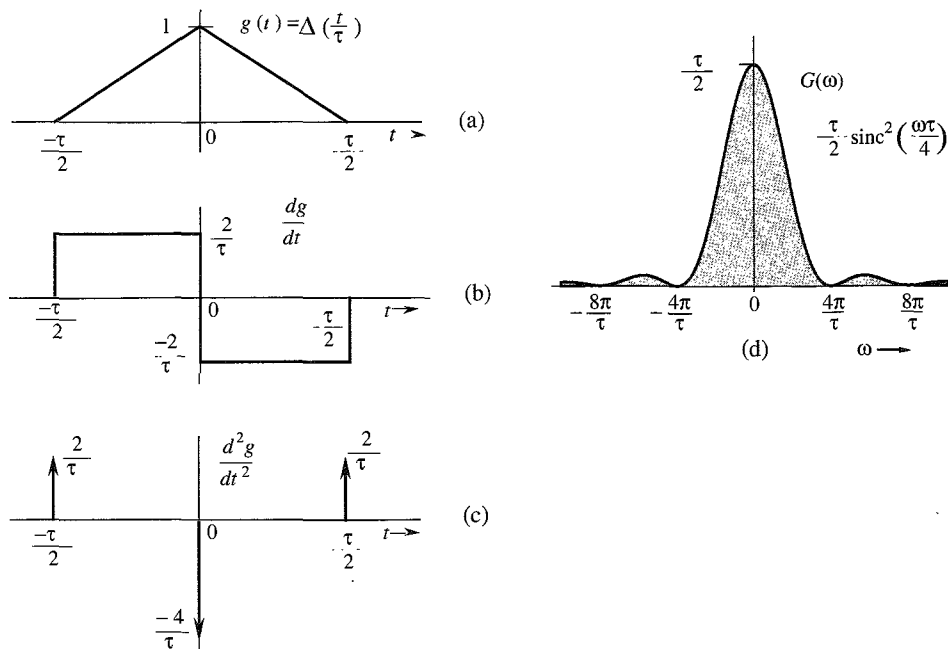 1
g(t) = Δ(t/τ)
-τ/2
0
τ/2
t
(a)
2/τ
dg/dt
-τ/2
0
τ/2
t
-2/τ
(b)
2/τ
d²g/dt²
2/τ
-τ/2
0
τ/2
t
-4/τ
(c)
τ/2
G(ω)
τ/2 sinc² (ωτ/4)
-8π/τ
-4π/τ
0
4π/τ
8π/τ
(d)
ω